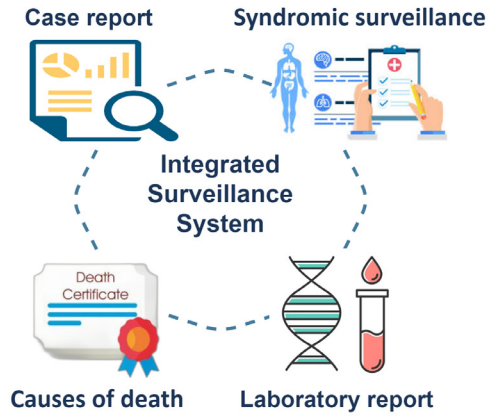 Case report
Syndromic surveillance
Integrated
Surveillance
System
Death
Certificate
Causes of death
Laboratory report